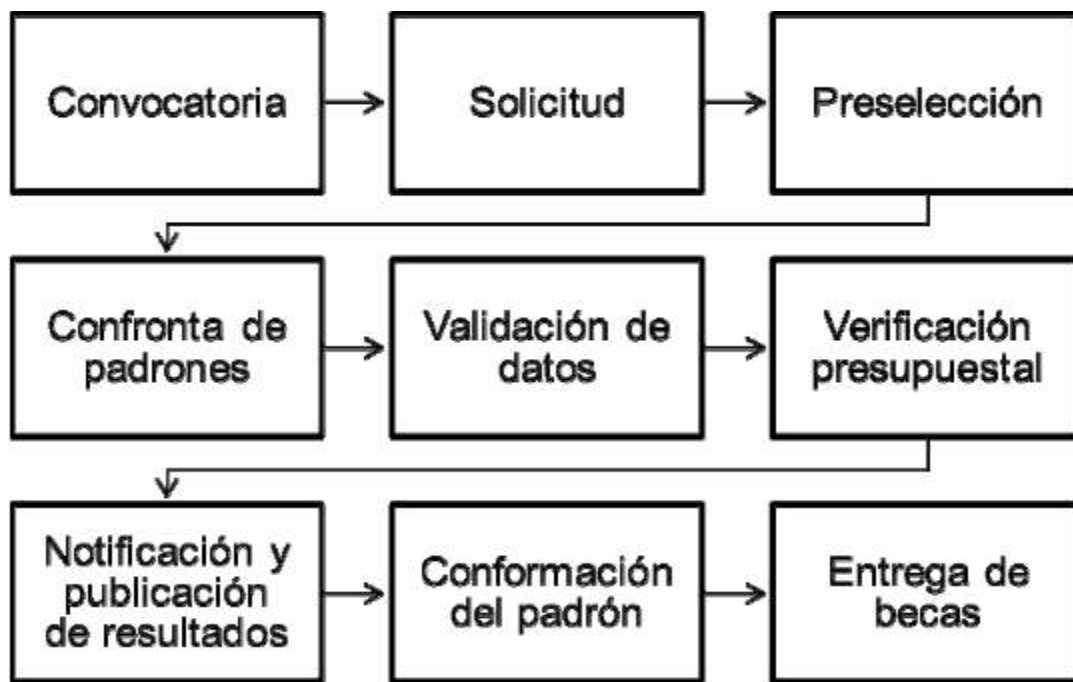 Convocatoria
Solicitud
Preselección
Confronta de
padrones
Validación de
datos
Verificación
presupuestal
Notificación y
publicación
de resultados
Conformación
del padrón
Entrega de
becas